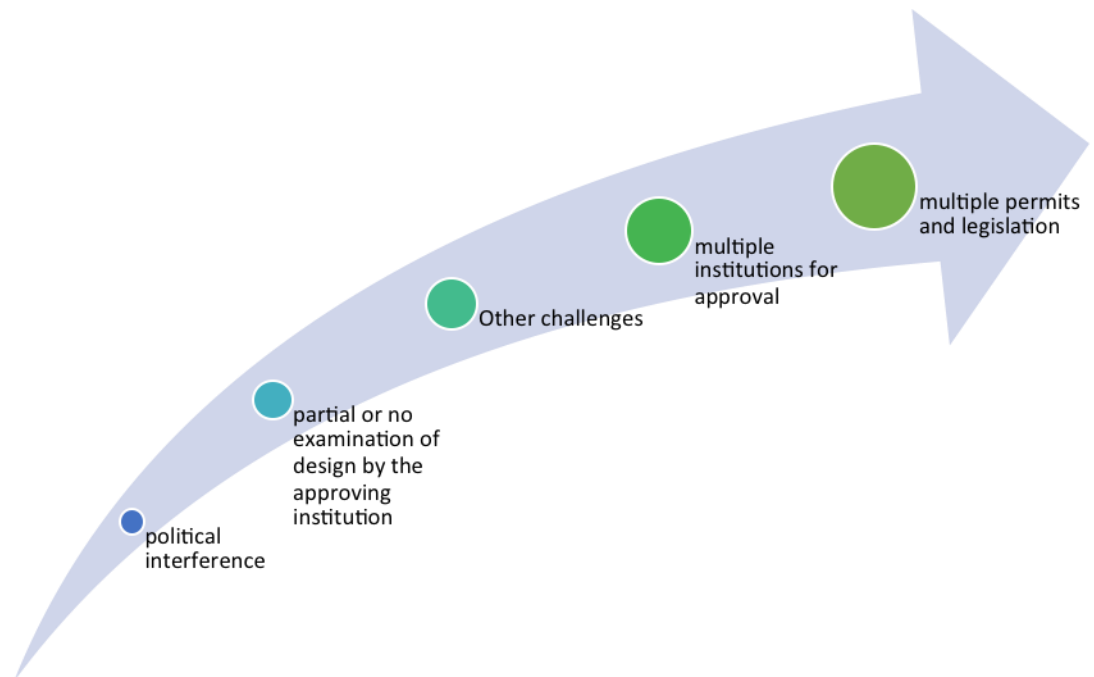 multiple permits
and legislation
multiple
institutions for
approval
Other challenges
partial or no
examination of
design by the
approving
institution
political
interference